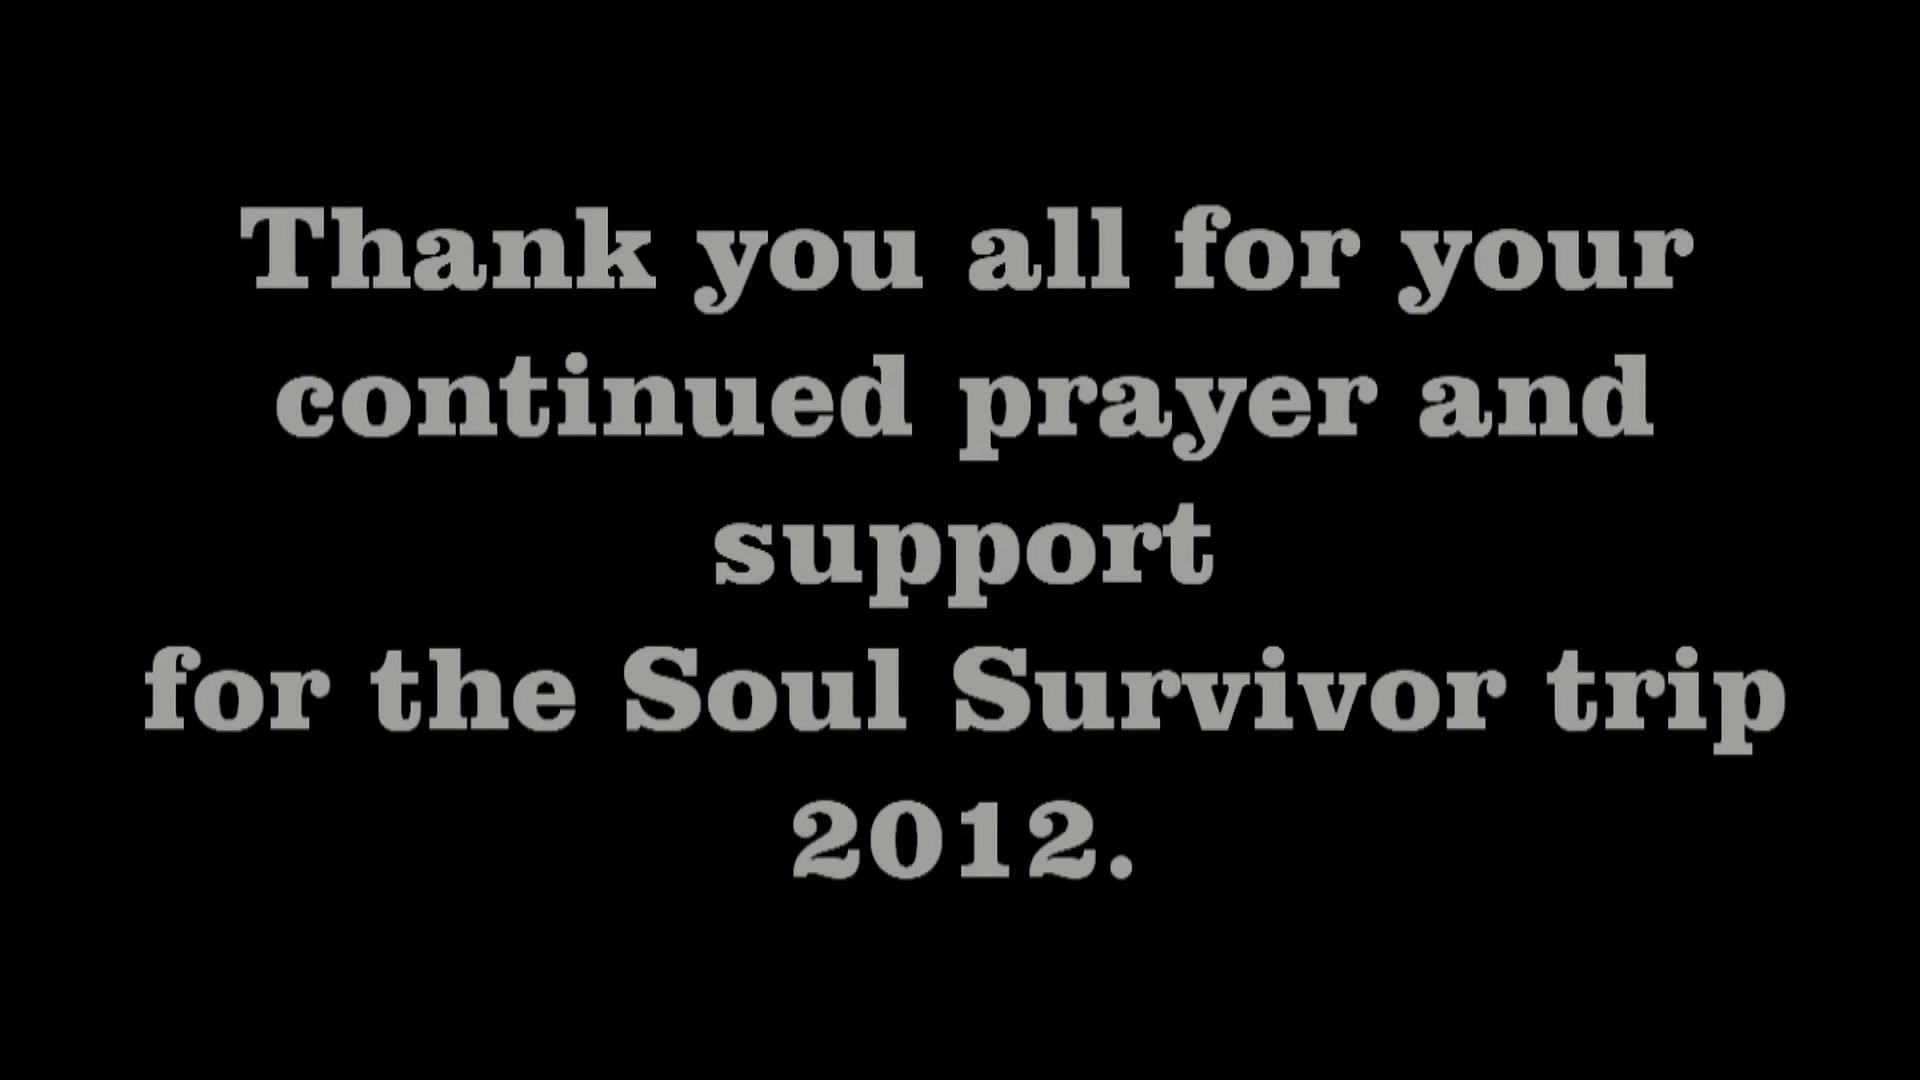 Thank you all for your
continued prayer and
support
for the Soul Survivor trip
2012.